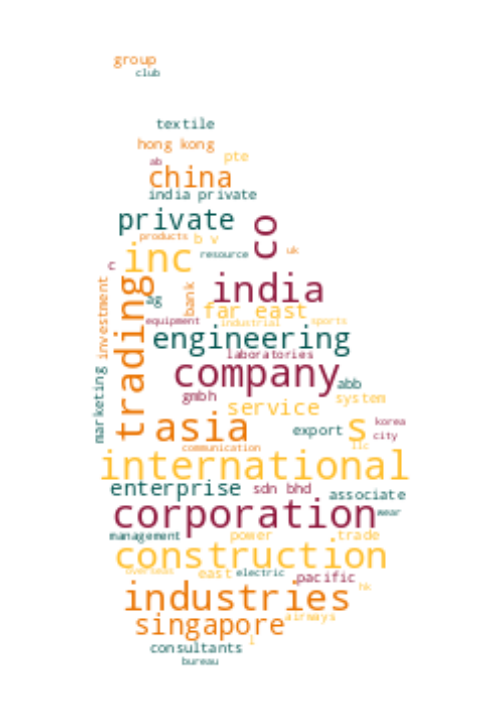 group
club
textile
hong kong
pte
ab
china
india private
private
co
products
b v
uk
inc
resource
c
india
trading
investment
ag
bank
far east
equipment
industrial
sports
engineering
laboratories
company
abb
marketing
gmbh
system
service
asia
export
s
korea
city
communication
llc
international
enterprise
sdn bhd
associate
corporation
wear
management
power
trade
construction
overseas
east
electric
pacific
hk
industries
airways
singapore
l
consultants
bureau